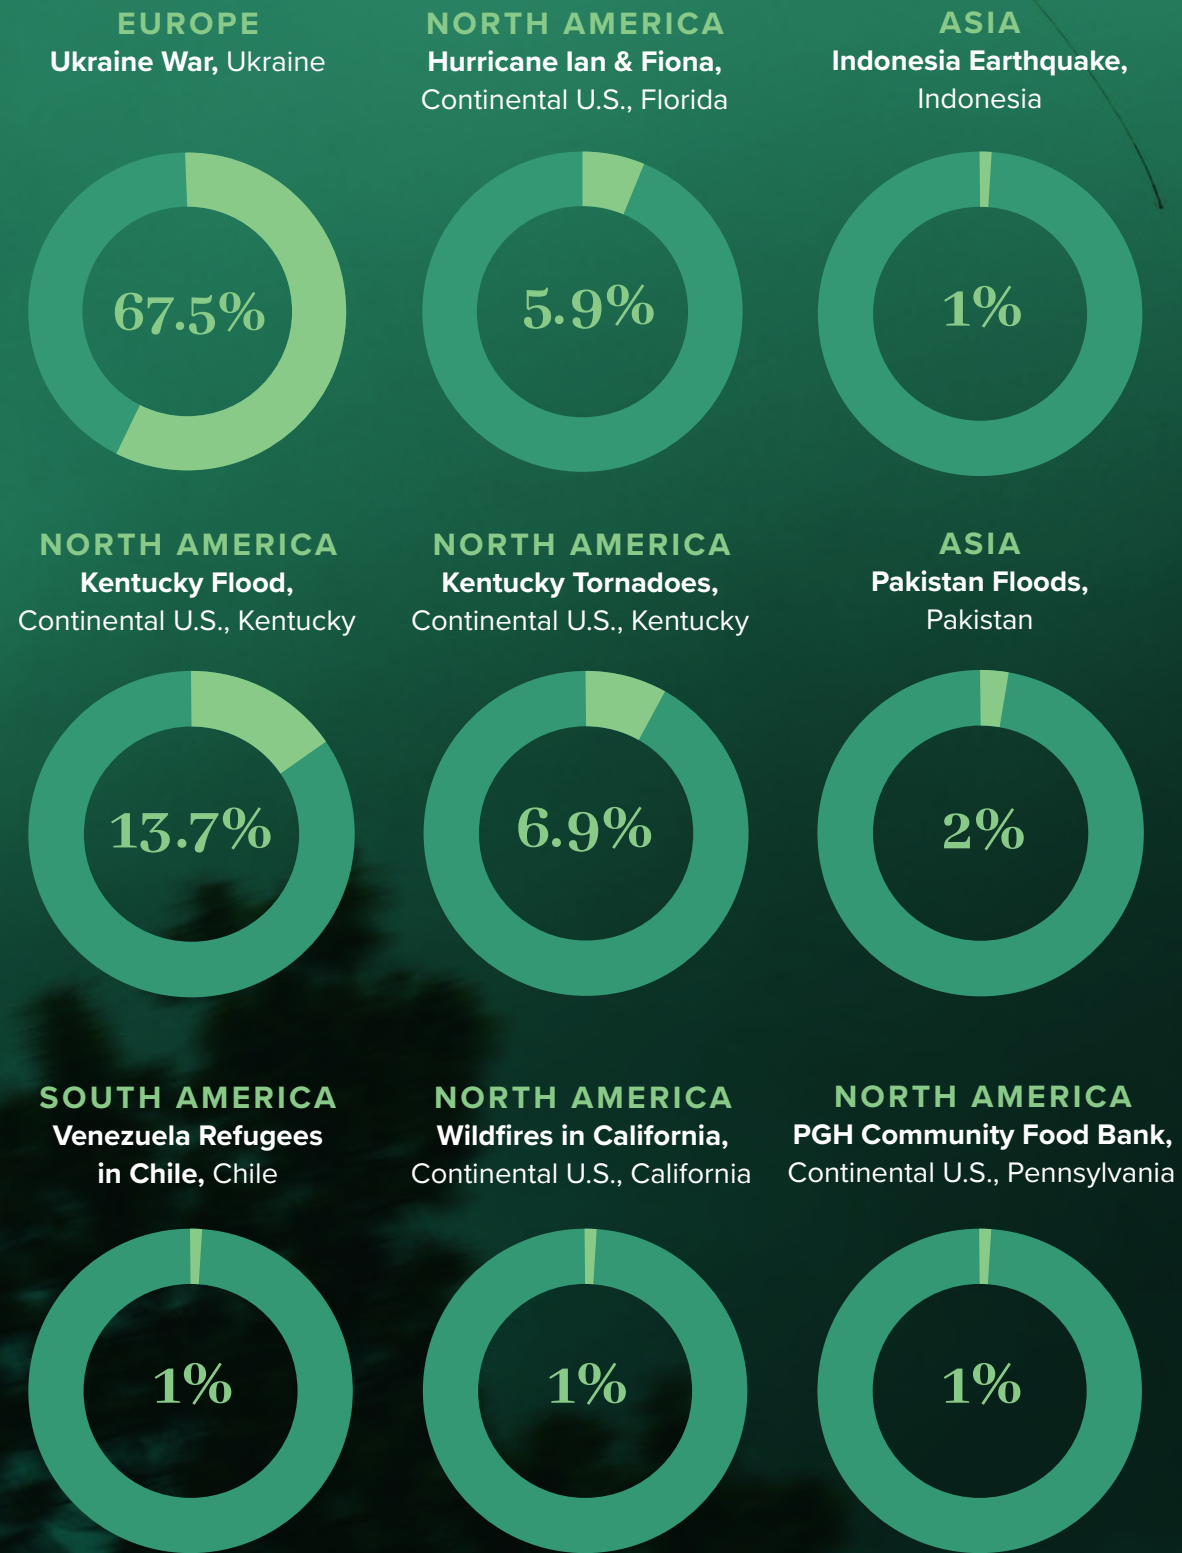 EUROPE
Ukraine War, Ukraine
67.5%
NORTH AMERICA
Hurricane Ian & Fiona,
Continental U.S., Florida
5.9%
ASIA
Indonesia Earthquake,
Indonesia
1%
NORTH AMERICA
Kentucky Flood,
Continental U.S., Kentucky
13.7%
NORTH AMERICA
Kentucky Tornadoes,
Continental U.S., Kentucky
6.9%
ASIA
Pakistan Floods,
Pakistan
2%
SOUTH AMERICA
Venezuela Refugees
in Chile, Chile
1%
NORTH AMERICA
Wildfires in California,
Continental U.S., California
1%
NORTH AMERICA
PGH Community Food Bank,
Continental U.S., Pennsylvania
1%